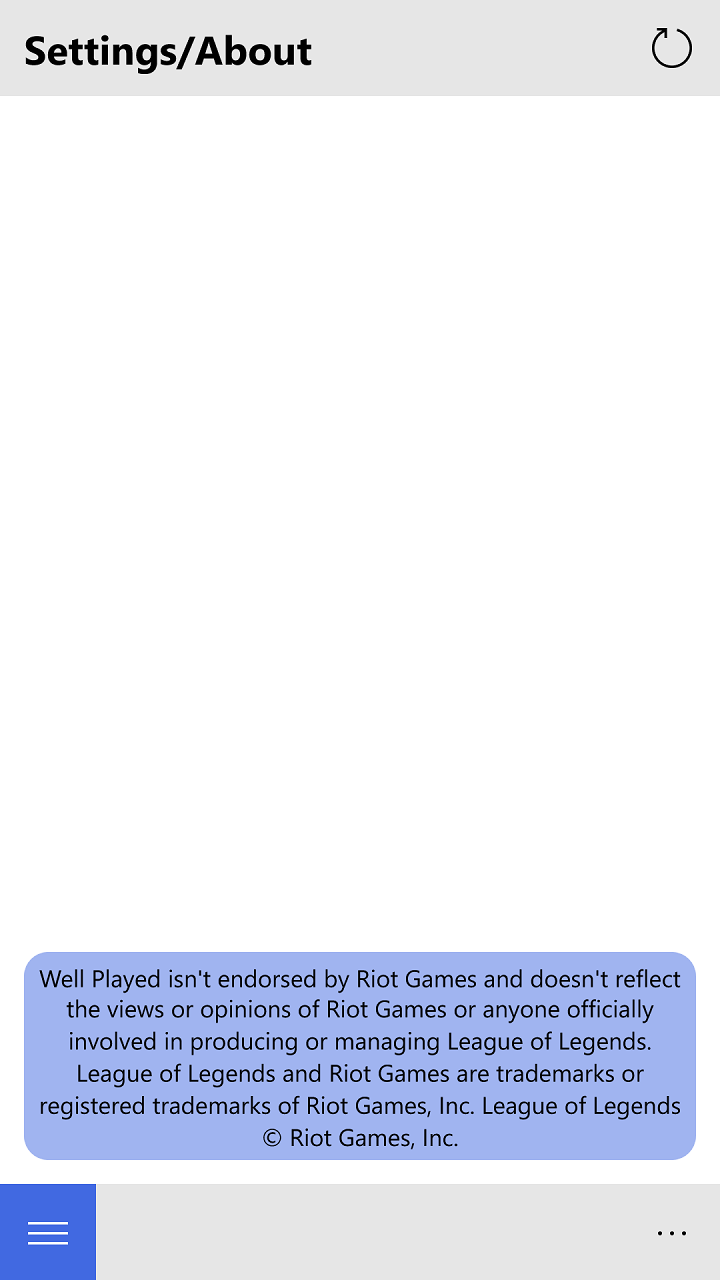 Settings/About
Well Played isn't endorsed by Riot Games and doesn't reflect
the views or opinions of Riot Games or anyone officially
involved in producing or managing League of Legends.
League of Legends and Riot Games are trademarks or
registered trademarks of Riot Games, Inc. League of Legends
© Riot Games, Inc.